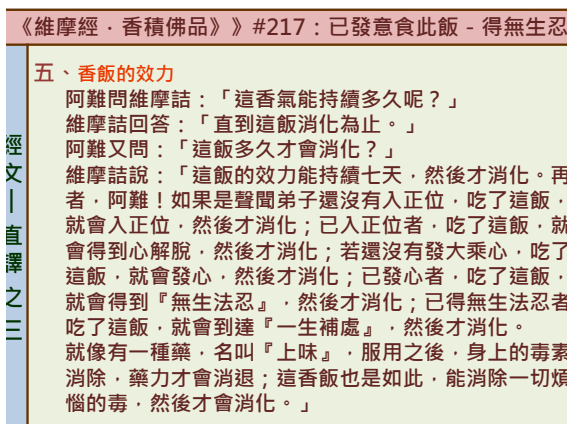 《維摩經．香積佛品》》#217：已發意食此飯－得無生忍
五、香飯的效力
阿難問維摩詰：「這香氣能持續多久呢？」
維摩詰回答：「直到這飯消化為止。」
阿難又問：「這飯多久才會消化？」
維摩詰說：「這飯的效力能持續七天，然後才消化。再
者，阿難！如果是聲聞弟子還沒有入正位，吃了這飯，
就會入正位，然後才消化；已入正位者，吃了這飯，就
會得到心解脫，然後才消化；若還沒有發大乘心，吃了
這飯，就會發心，然後才消化；已發心者，吃了這飯，
就會得到『無生法忍』，然後才消化；已得無生法忍者
吃了這飯，就會到達『一生補處』，然後才消化。
就像有一種藥，名叫『上味』，服用之後，身上的毒素
消除，藥力才會消退；這香飯也是如此，能消除一切煩
惱的毒，然後才會消化。」
經文｜直譯之三